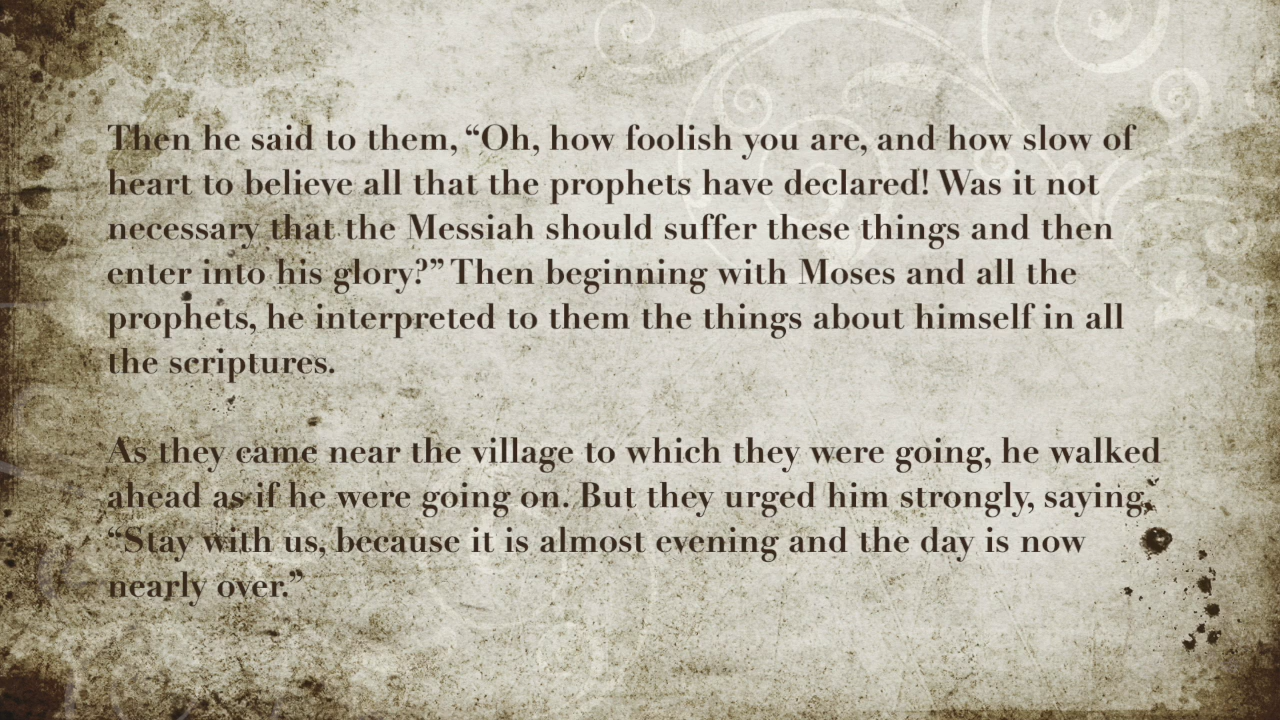 Then he said to them, “Oh, how foolish you are, and how slow of
heart to believe all that the prophets have declared! Was it not
necessary that the Messiah should suffer these things and then
enter into his glory?” Then beginning with Moses and all the
prophets, he interpreted to them the things about himself in all
the scriptures.
As they came near the village to which they were going, he walked
ahead as if he were going on. But they urged him strongly, saying,
“Stay with us, because it is almost evening and the day is now
nearly over.”